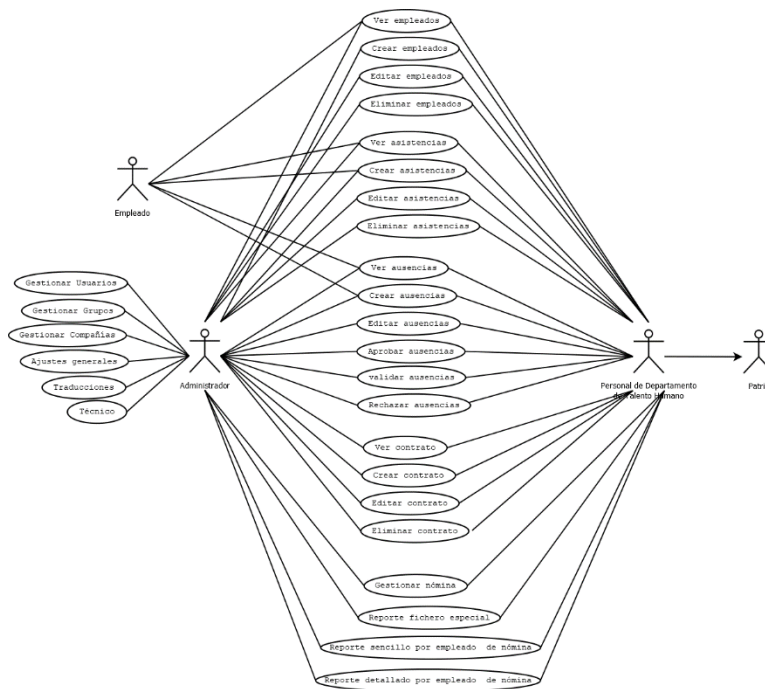 Ver empleados
Crear empleados
Editar empleados
Eliminar empleados
Ver asistencias
Crear asistencias
Editar asistencias
Eliminar asistencias
Empleado
Ver ausencias
Crear ausencias
Editar ausencias
Aprobar ausencias
validar ausencias
Rechazar ausencias
Gestionar Usuarios
Gestionar Grupos
Gestionar Compañías
Ajustes generales
Traducciones
Técnico
Administrador
Personal de Departamento
de Talento Humano
Patri
Ver contrato
Crear contrato
Editar contrato
Eliminar contrato
Gestionar nómina
Reporte fichero especial
Reporte sencillo por empleado de nómina
Reporte detallado por empleado de nómina